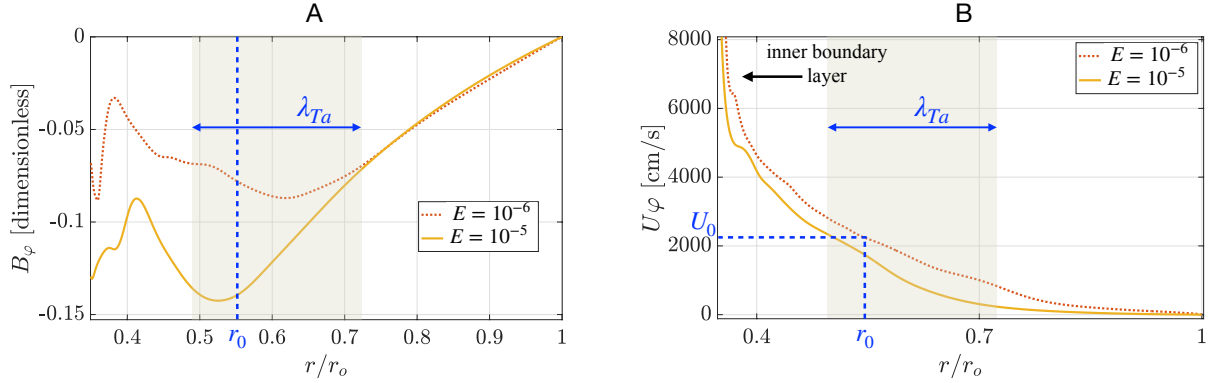 A
B
0
-0.05
-0.1
-0.15
B_φ [dimensionless]
λ_Ta
E = 10^-6
E = 10^-5
0.4
0.5
r_0
0.6
0.7
0.8
0.9
1
r/r_o
8000
6000
4000
U_0
2000
0
Uφ [cm/s]
inner boundary
layer
λ_Ta
E = 10^-6
E = 10^-5
0.4
r_0
0.7
1
r/r_o